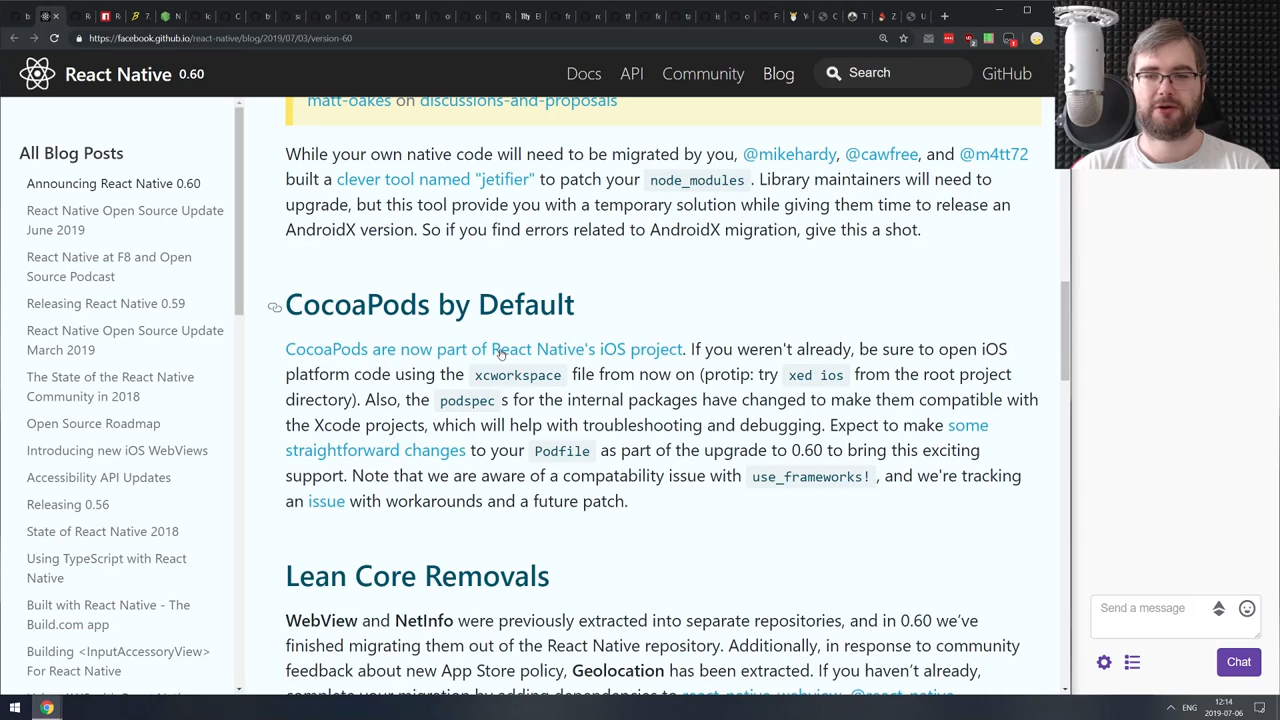 https://facebook.github.io/react-native/blog/2019/07/03/version-60
React Native 0.60
Docs API Community Blog Search GitHub
All Blog Posts
Announcing React Native 0.60
React Native Open Source Update
June 2019
React Native at F8 and Open
Source Podcast
Releasing React Native 0.59
React Native Open Source Update
March 2019
The State of the React Native
Community in 2018
Open Source Roadmap
Introducing new iOS WebViews
Accessibility API Updates
Releasing 0.56
State of React Native 2018
Using TypeScript with React
Native
Built with React Native - The
Build.com app
Building <InputAccessoryView>
For React Native
matt-oakes on discussions-and-proposals
While your own native code will need to be migrated by you, @mikehardy, @cawfree, and @m4tt72
built a clever tool named "jetifier" to patch your node_modules. Library maintainers will need to
upgrade, but this tool provide you with a temporary solution while giving them time to release an
AndroidX version. So if you find errors related to AndroidX migration, give this a shot.
CocoaPods by Default
CocoaPods are now part of React Native's iOS project. If you weren't already, be sure to open iOS
platform code using the xcworkspace file from now on (protip: try xed ios from the root project
directory). Also, the podspec s for the internal packages have changed to make them compatible with
the Xcode projects, which will help with troubleshooting and debugging. Expect to make some
straightforward changes to your Podfile as part of the upgrade to 0.60 to bring this exciting
support. Note that we are aware of a compatability issue with use_frameworks!, and we're tracking
an issue with workarounds and a future patch.
Lean Core Removals
WebView and NetInfo were previously extracted into separate repositories, and in 0.60 we've
finished migrating them out of the React Native repository. Additionally, in response to community
feedback about new App Store policy, Geolocation has been extracted. If you haven't already,
complete your migration by adding dependencies to react-native-webview, @react-native-
Send a message
Chat
ENG
12:14
2019-07-06